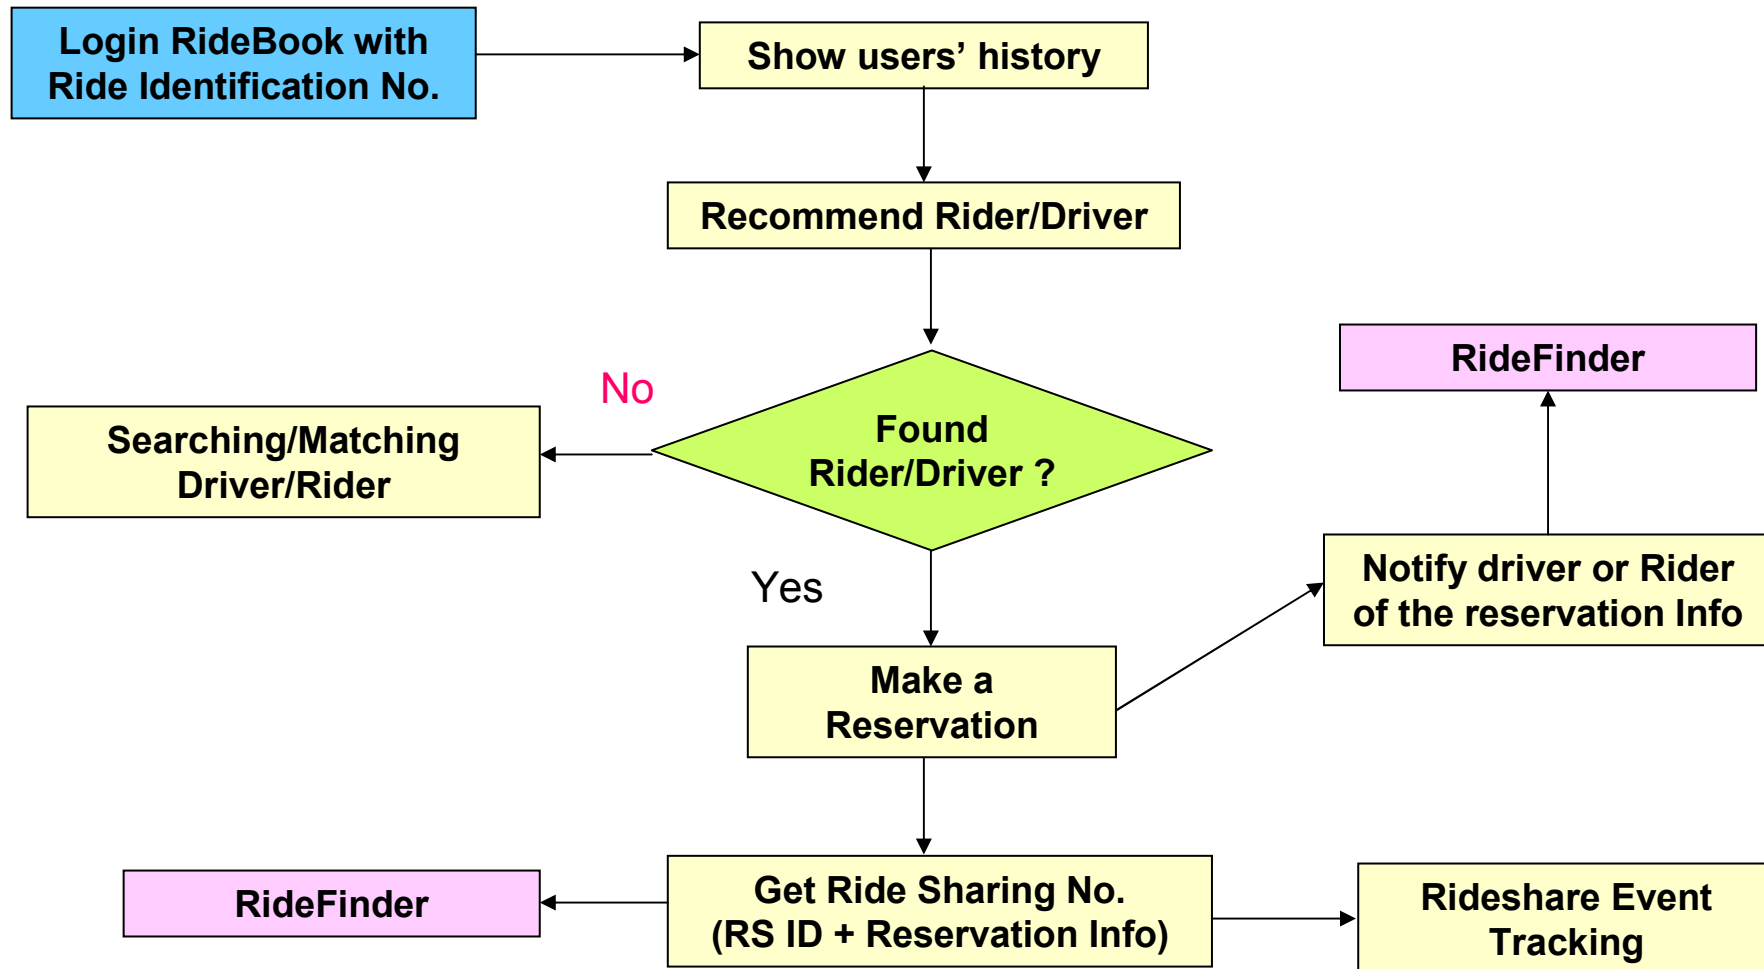 Login RideBook with
Ride Identification No.
Show users’ history
Recommend Rider/Driver
RideFinder
No
Found
Rider/Driver ?
Searching/Matching
Driver/Rider
Yes
Notify driver or Rider
of the reservation Info
Make a
Reservation
RideFinder
Get Ride Sharing No.
(RS ID + Reservation Info)
Rideshare Event
Tracking